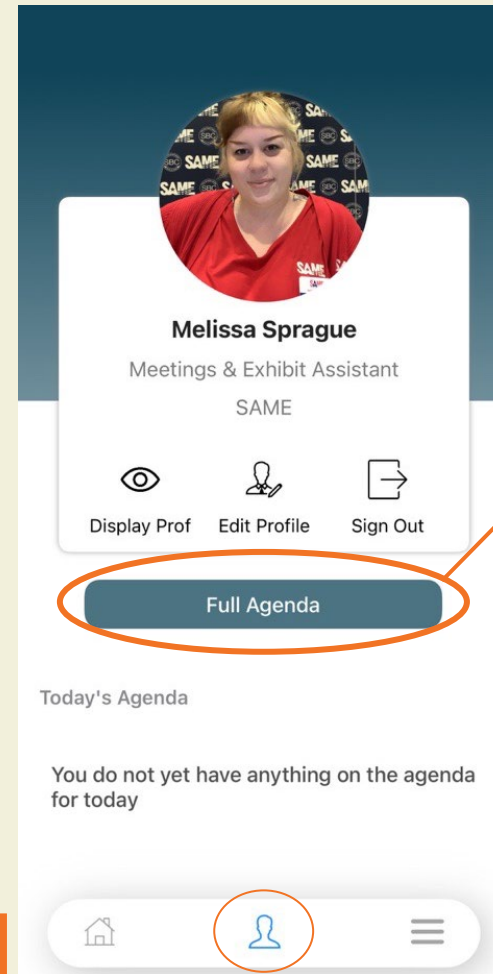 SAME
Melissa Sprague
Meetings & Exhibit Assistant
SAME
Display Prof Edit Profile Sign Out
Full Agenda
Today's Agenda
You do not yet have anything on the agenda
for today